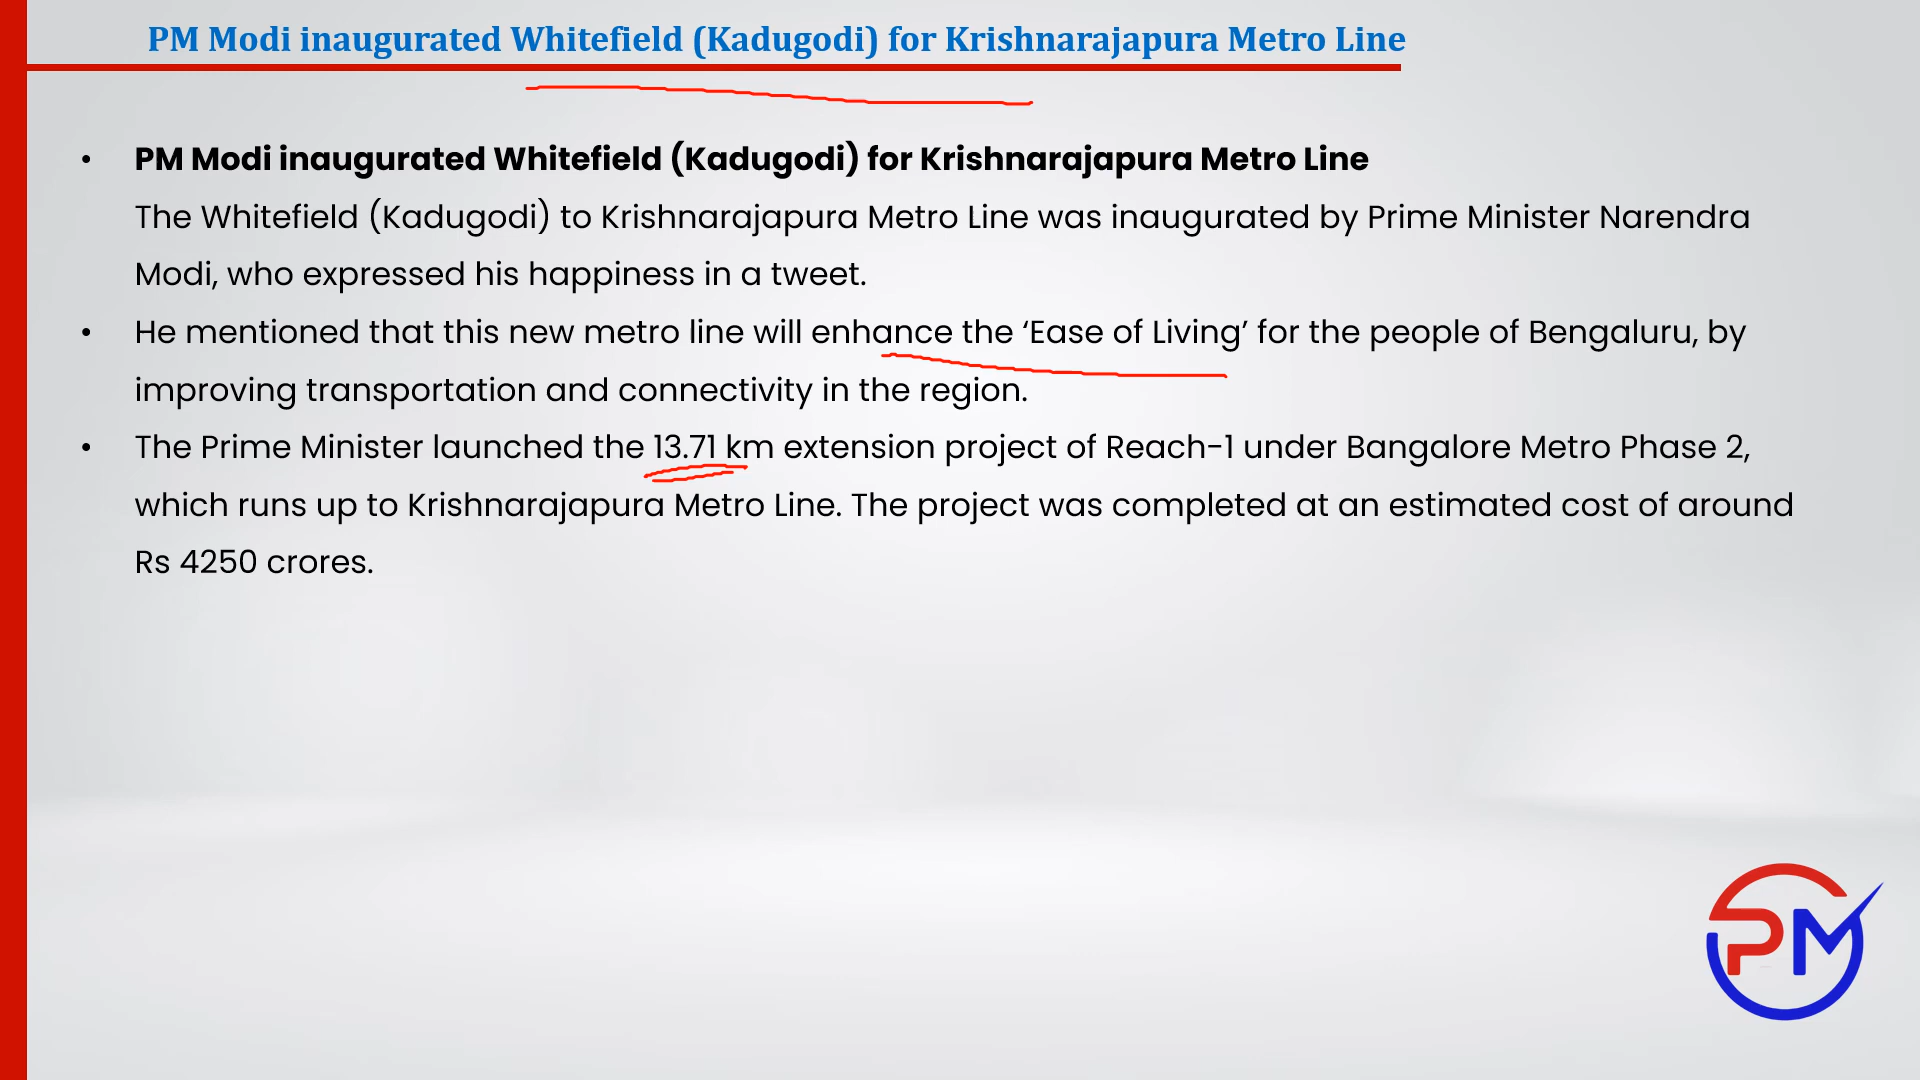 PM Modi inaugurated Whitefield (Kadugodi) for Krishnarajapura Metro Line
• PM Modi inaugurated Whitefield (Kadugodi) for Krishnarajapura Metro Line
The Whitefield (Kadugodi) to Krishnarajapura Metro Line was inaugurated by Prime Minister Narendra
Modi, who expressed his happiness in a tweet.
• He mentioned that this new metro line will enhance the ‘Ease of Living’ for the people of Bengaluru, by
improving transportation and connectivity in the region.
• The Prime Minister launched the 13.71 km extension project of Reach-1 under Bangalore Metro Phase 2,
which runs up to Krishnarajapura Metro Line. The project was completed at an estimated cost of around
Rs 4250 crores.
PM